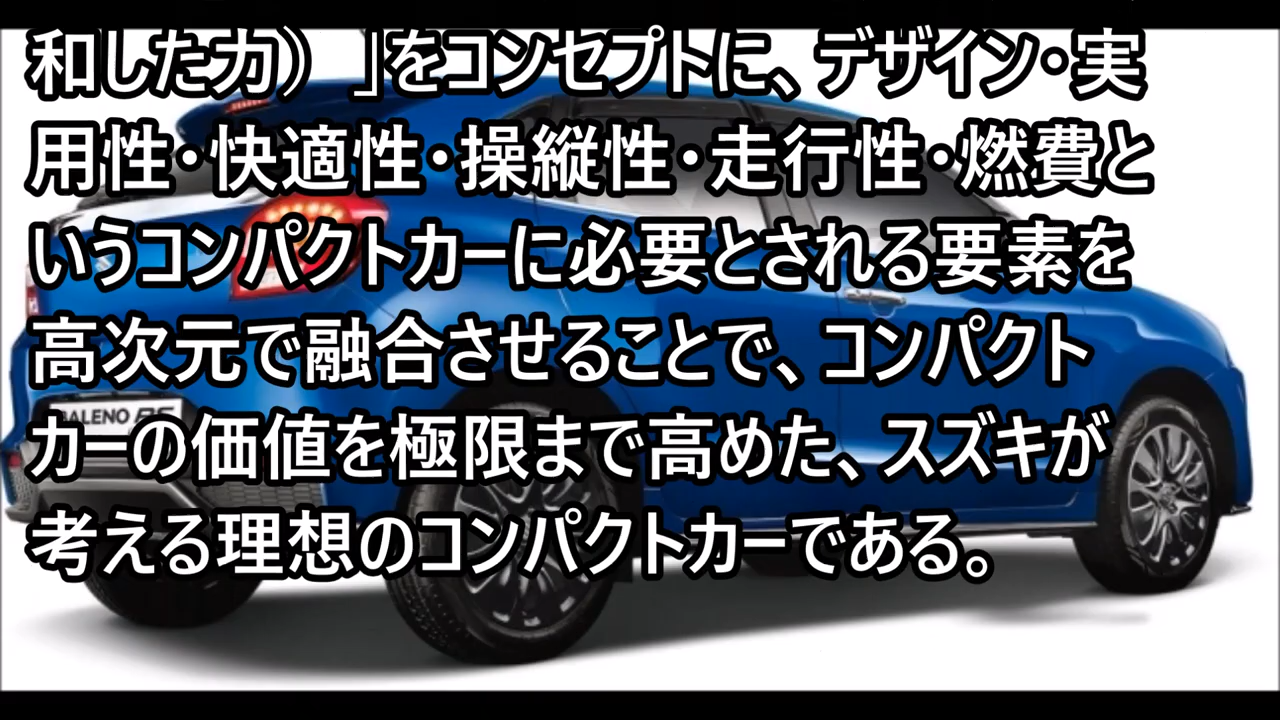 和した力）」をコンセプトに、デザイン・実
用性・快適性・操縦性・走行性・燃費と
いうコンパクトカーに必要とされる要素を
高次元で融合させることで、コンパクト
カーの価値を極限まで高めた、スズキが
考える理想のコンパクトカーである。
BALENO RS